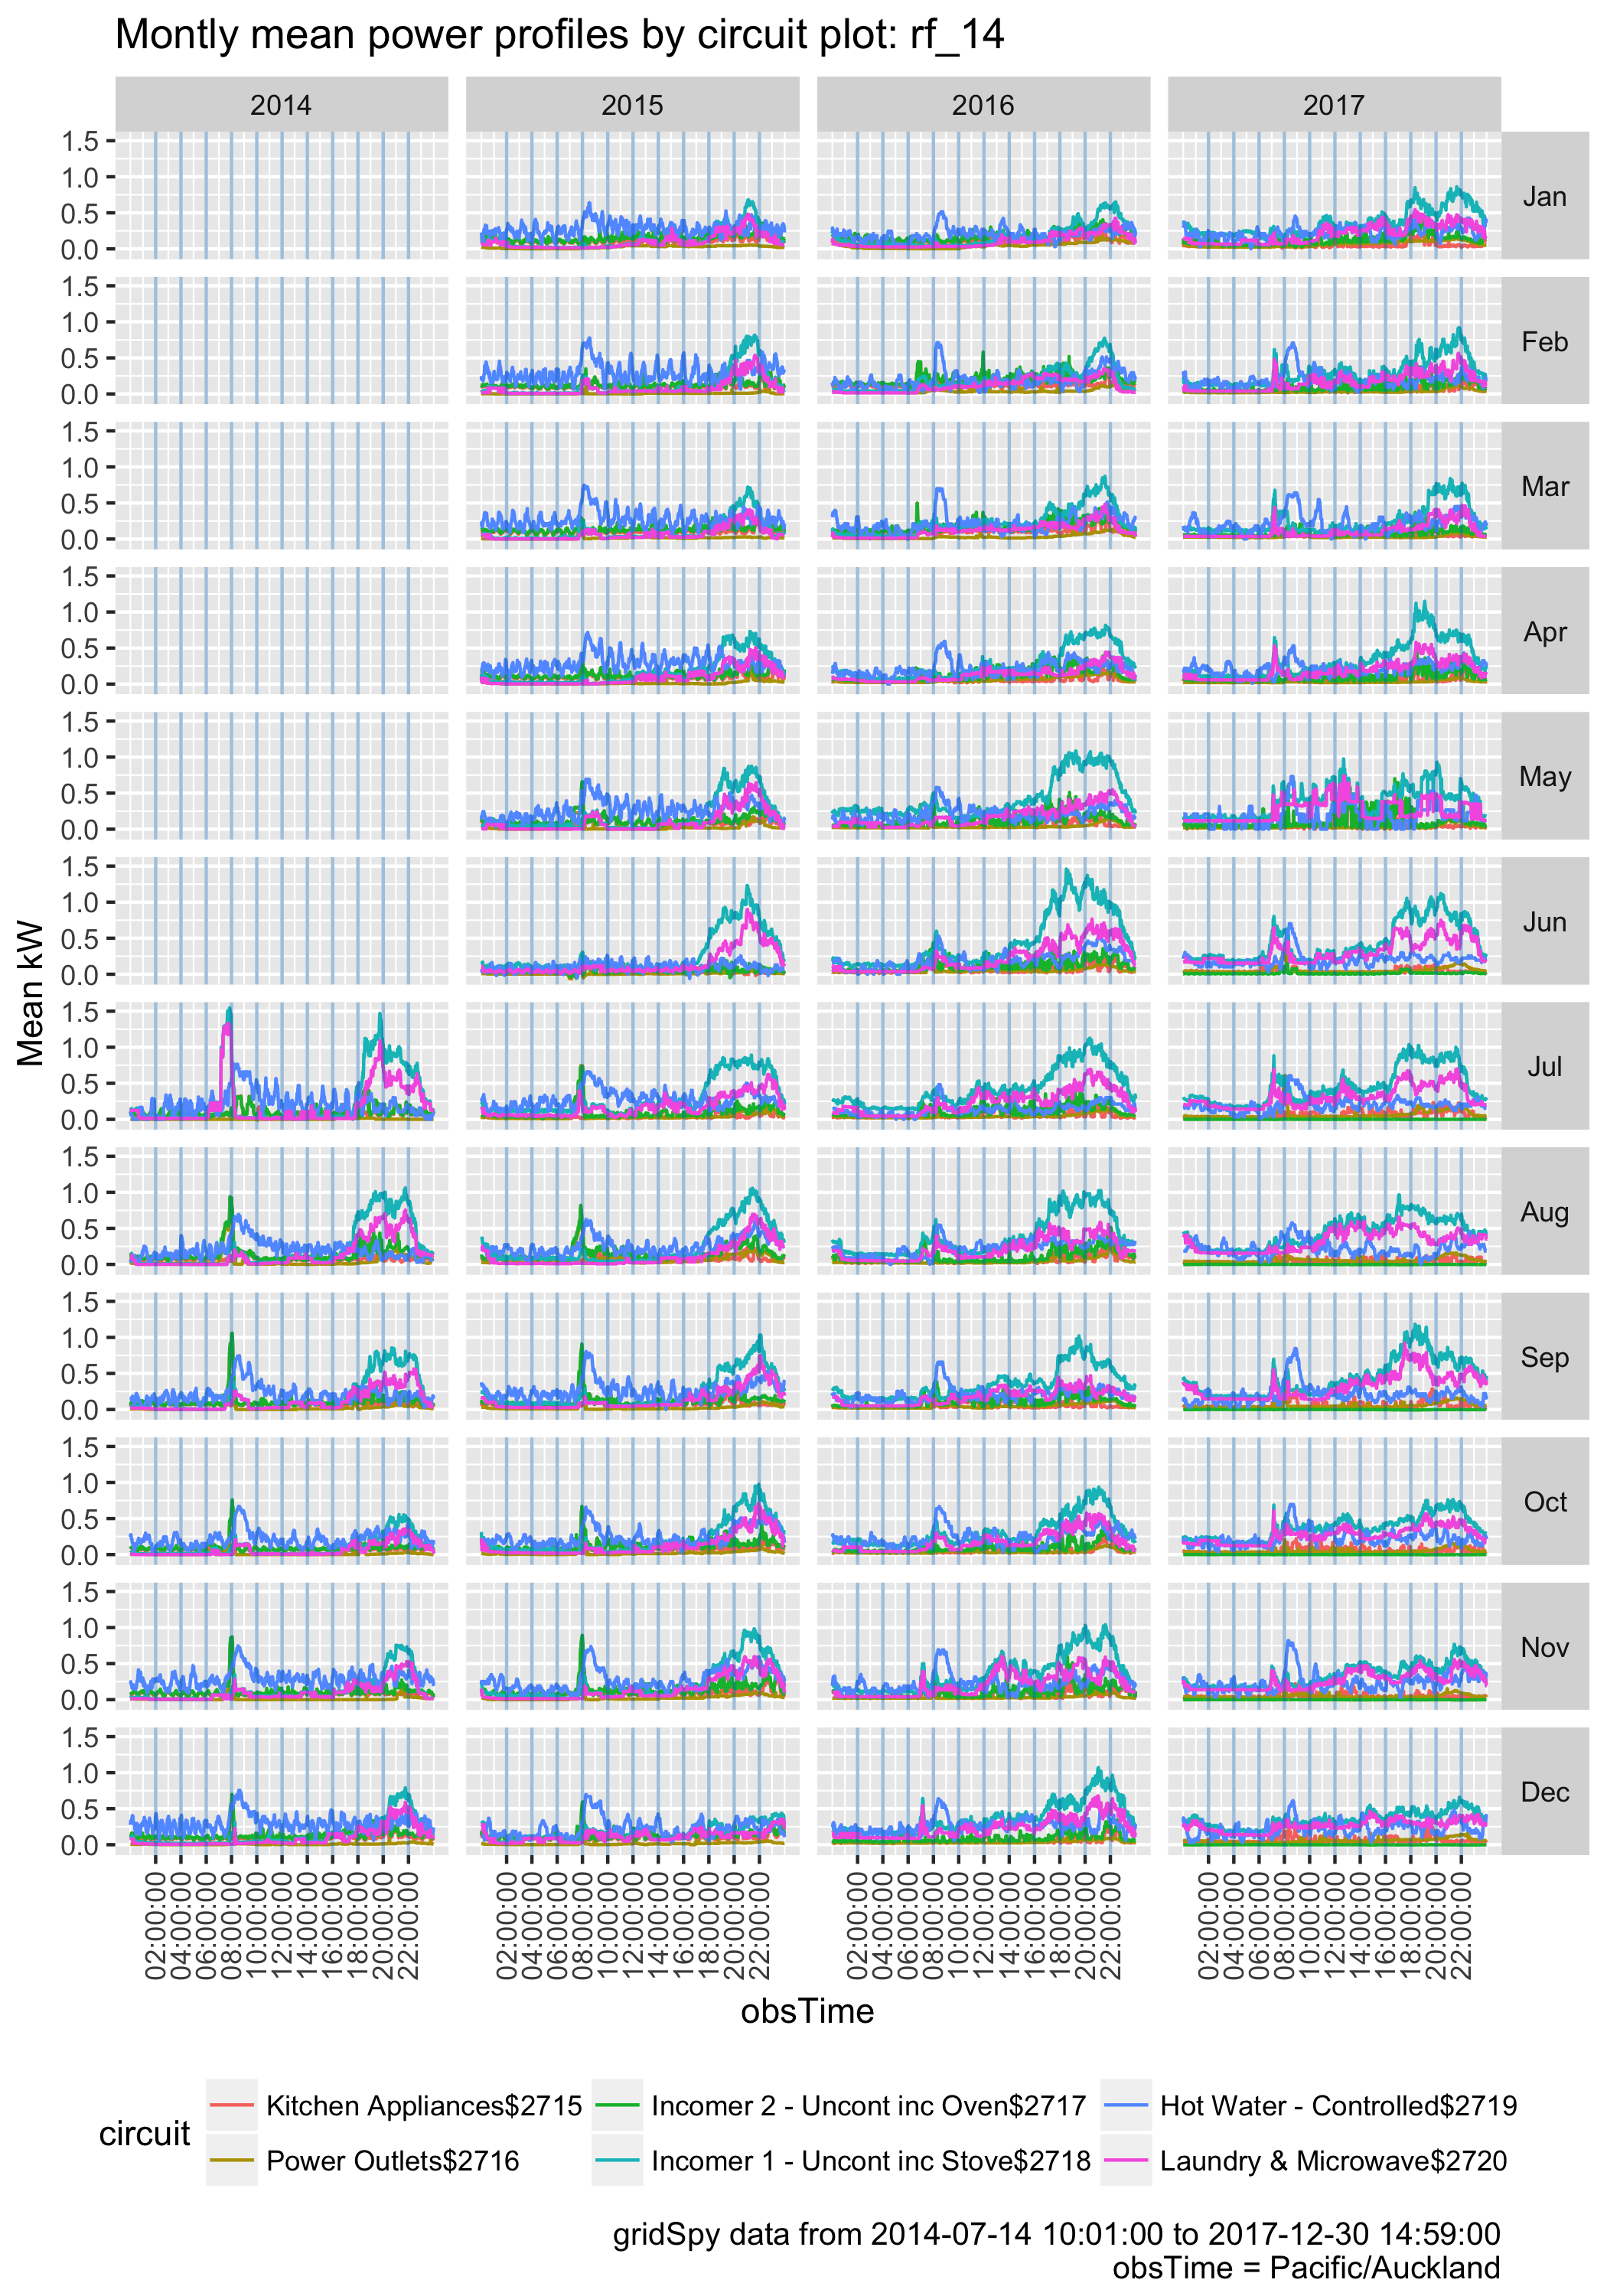 Montly mean power profiles by circuit plot: rf_14
2014 2015 2016 2017
1.5
1.0
0.5
0.0
Jan
1.5
1.0
0.5
0.0
Feb
1.5
1.0
0.5
0.0
Mar
1.5
1.0
0.5
0.0
Apr
1.5
1.0
0.5
0.0
May
1.5
1.0
0.5
0.0
Jun
1.5
1.0
0.5
0.0
Jul
1.5
1.0
0.5
0.0
Aug
1.5
1.0
0.5
0.0
Sep
1.5
1.0
0.5
0.0
Oct
1.5
1.0
0.5
0.0
Nov
1.5
1.0
0.5
0.0
Dec
Mean kW
02:00:00 04:00:00 06:00:00 08:00:00 10:00:00 12:00:00 14:00:00 16:00:00 18:00:00 20:00:00 22:00:00
02:00:00 04:00:00 06:00:00 08:00:00 10:00:00 12:00:00 14:00:00 16:00:00 18:00:00 20:00:00 22:00:00
02:00:00 04:00:00 06:00:00 08:00:00 10:00:00 12:00:00 14:00:00 16:00:00 18:00:00 20:00:00 22:00:00
02:00:00 04:00:00 06:00:00 08:00:00 10:00:00 12:00:00 14:00:00 16:00:00 18:00:00 20:00:00 22:00:00
obsTime
circuit
Kitchen Appliances$2715 Incomer 2 - Uncont inc Oven$2717 Hot Water - Controlled$2719
Power Outlets$2716 Incomer 1 - Uncont inc Stove$2718 Laundry & Microwave$2720
gridSpy data from 2014-07-14 10:01:00 to 2017-12-30 14:59:00
obsTime = Pacific/Auckland